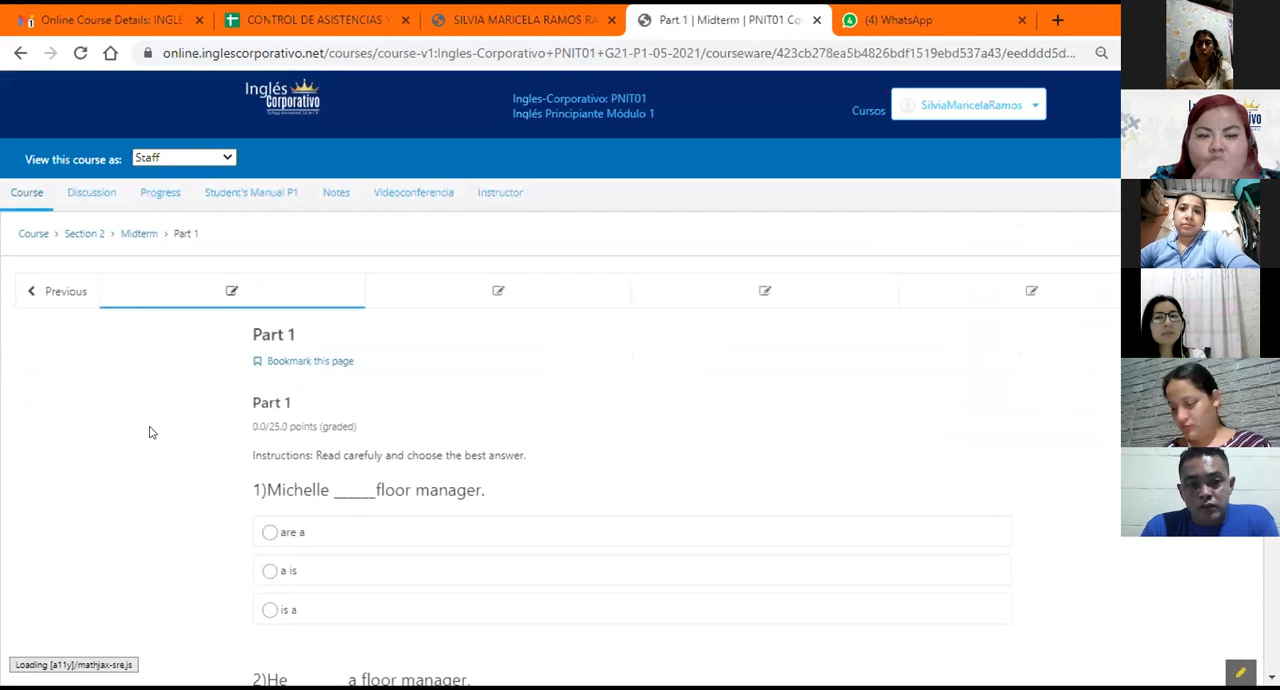 Online Course Details: INGLE
CONTROL DE ASISTENCIAS Y
SILVIA MARICELA RAMOS R
Part 1 | Midterm | PNIT01 Co
(4) WhatsApp
online.inglescorporativo.net/courses/course-v1:Ingles-Corporativo+PNIT01+G21-P1-05-2021/courseware/423cb278ea5b4826bdf1519ebd537a43/eedddd5d...
Inglés
Corporativo
Ingles-Corporativo: PNIT01
Inglés Principiante Módulo 1
Cursos
SilviaMaricelaRamos
View this course as:
Staff
Course
Discussion
Progress
Student's Manual P1
Notes
Videoconferencia
Instructor
Course > Section 2 > Midterm > Part 1
Previous
Part 1
Bookmark this page
Part 1
0.0/25.0 points (graded)
Instructions: Read carefuly and choose the best answer.
1)Michelle ______floor manager.
are a
a is
is a
Loading [a11y]/mathjax-sre.js
2)He ______a floor manager.